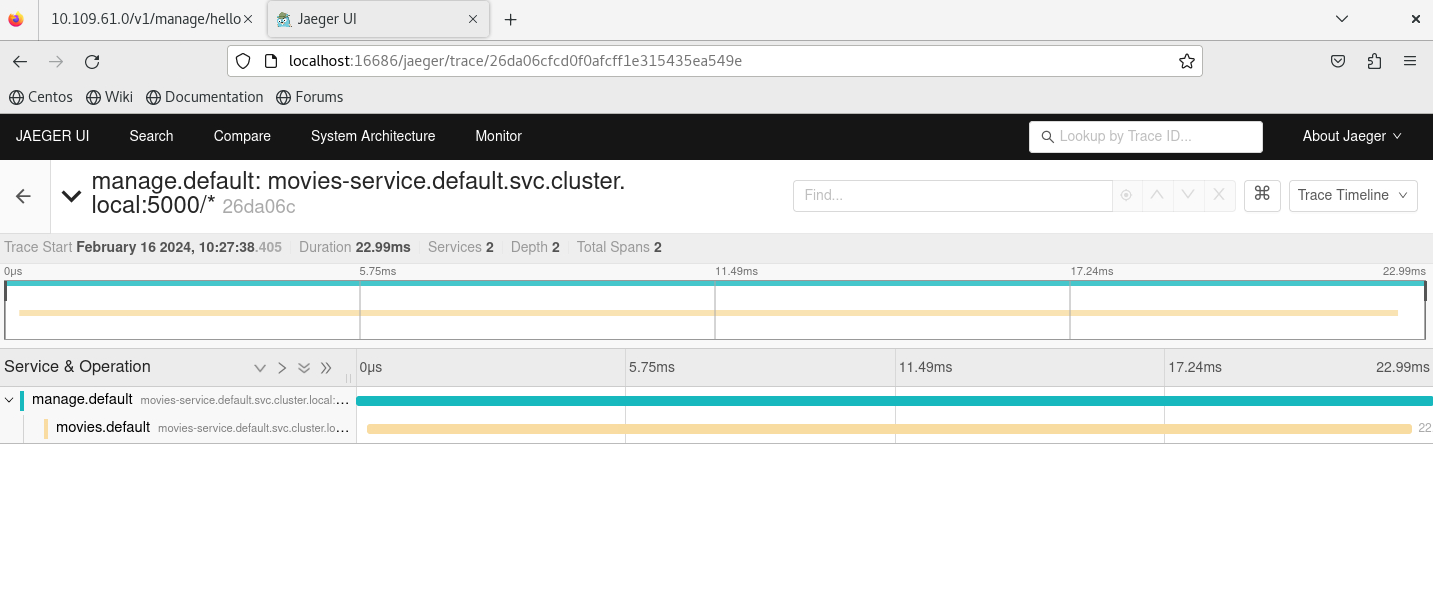 10.109.61.0/v1/manage/hello
Jaeger UI
localhost:16686/jaeger/trace/26da06cfcd0f0afcff1e315435ea549e
Centos Wiki Documentation Forums
JAEGER UI Search Compare System Architecture Monitor Lookup by Trace ID... About Jaeger
manage.default: movies-service.default.svc.cluster.
local:5000/* 26da06c
Find...
⌘
Trace Timeline
Trace Start February 16 2024, 10:27:38.405 Duration 22.99ms Services 2 Depth 2 Total Spans 2
0μs 5.75ms 11.49ms 17.24ms 22.99ms
Service & Operation 0μs 5.75ms 11.49ms 17.24ms 22.99ms
manage.default movies-service.default.svc.cluster.local:...
movies.default movies-service.default.svc.cluster.lo... 22